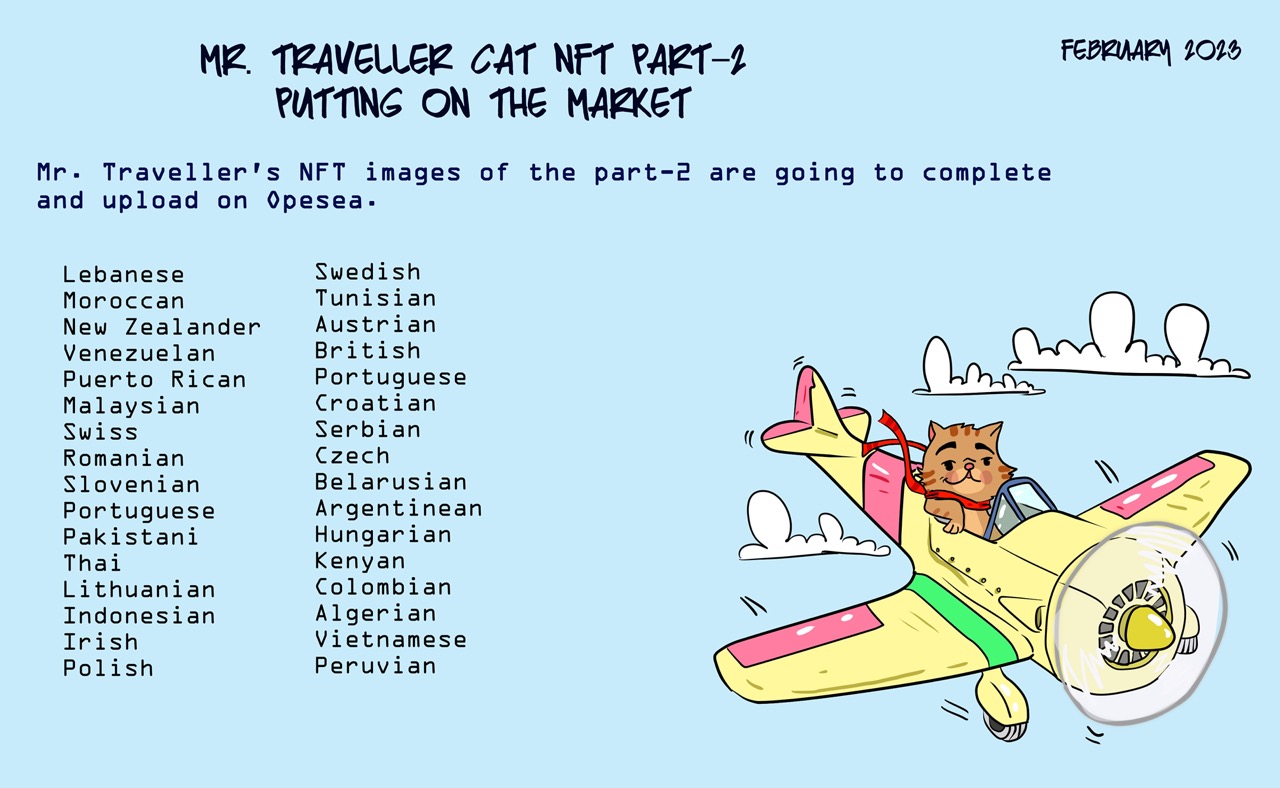 MR. TRAVELLER CAT NFT PART-2
PUTTING ON THE MARKET
FEBRUARY 2023
Mr. Traveller's NFT images of the part-2 are going to complete
and upload on Opesea.
Lebanese
Moroccan
New Zealander
Venezuelan
Puerto Rican
Malaysian
Swiss
Romanian
Slovenian
Portuguese
Pakistani
Thai
Lithuanian
Indonesian
Irish
Polish
Swedish
Tunisian
Austrian
British
Portuguese
Croatian
Serbian
Czech
Belarusian
Argentinean
Hungarian
Kenyan
Colombian
Algerian
Vietnamese
Peruvian